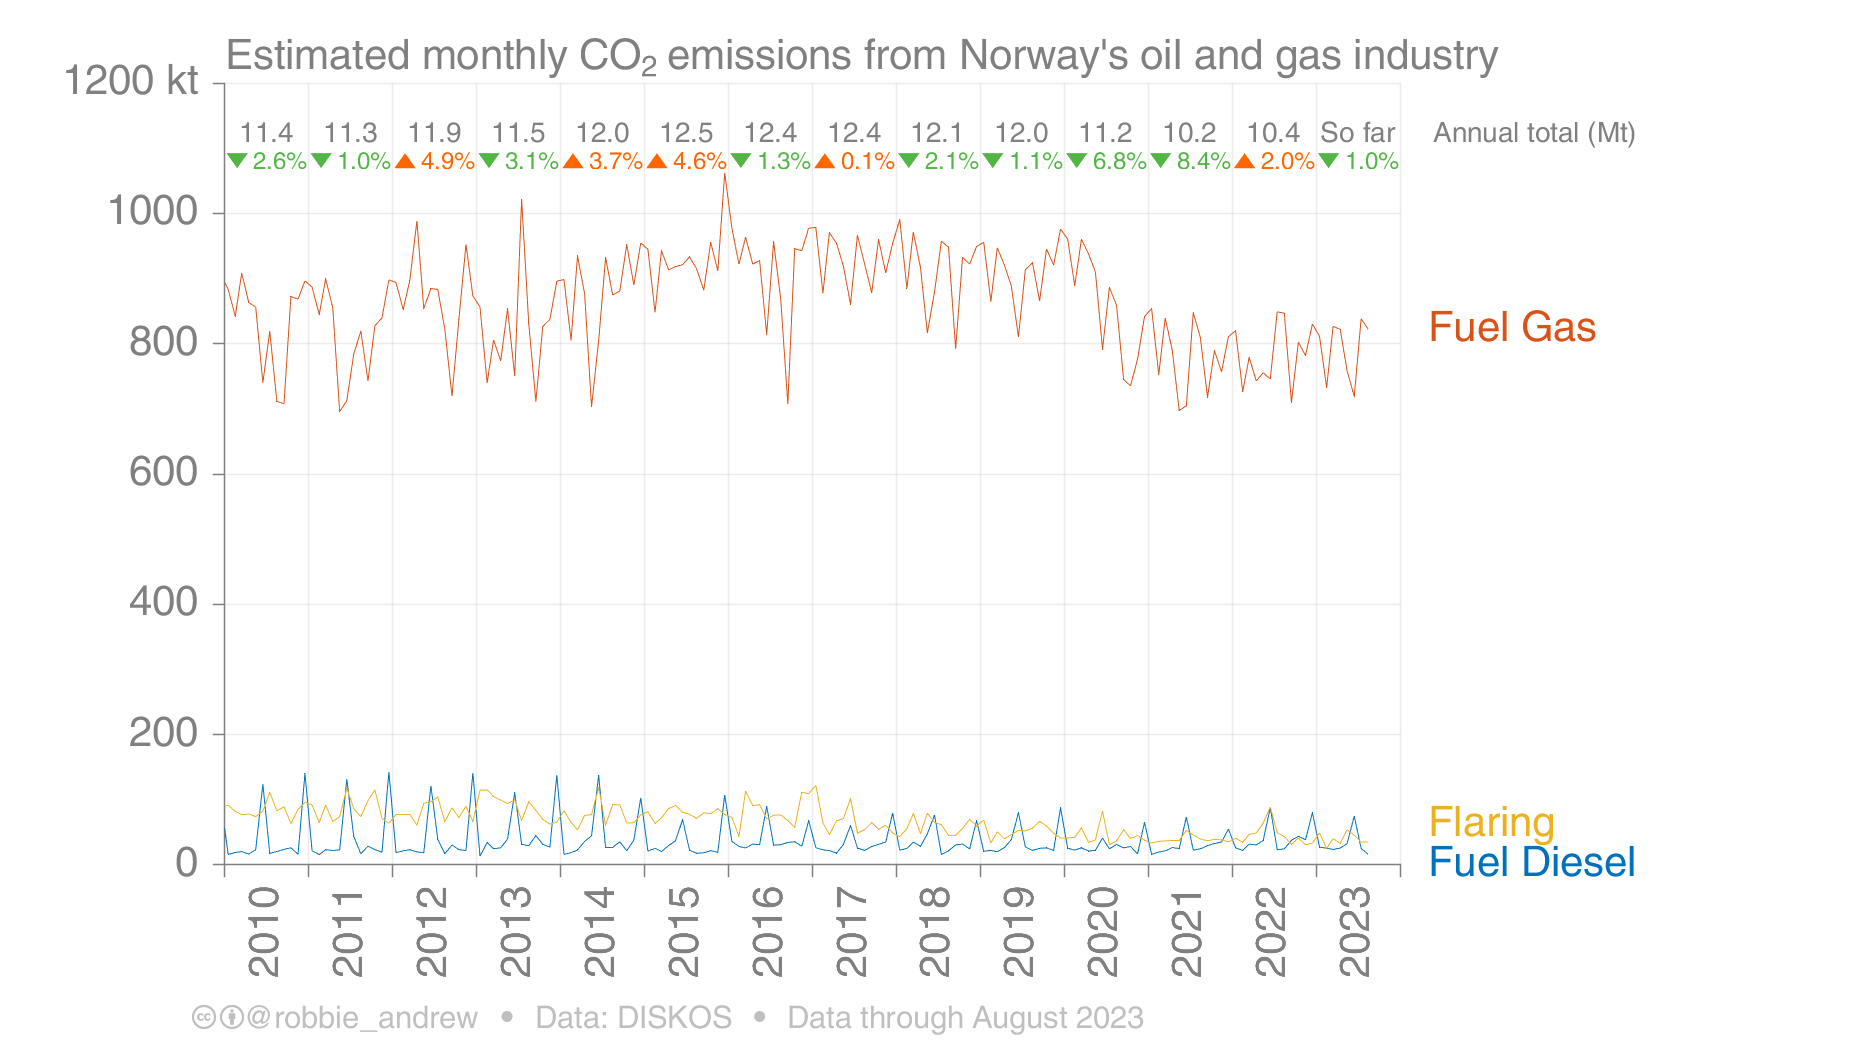 Estimated monthly CO₂ emissions from Norway's oil and gas industry
1200 kt
11.4 11.3 11.9 11.5 12.0 12.5 12.4 12.4 12.1 12.0 11.2 10.2 10.4 So far Annual total (Mt)
▼ 2.6% ▼ 1.0% ▲ 4.9% ▼ 3.1% ▲ 3.7% ▲ 4.6% ▼ 1.3% ▲ 0.1% ▼ 2.1% ▼ 1.1% ▼ 6.8% ▼ 8.4% ▲ 2.0% ▼ 1.0%
1000
800
Fuel Gas
600
400
200
Flaring
0
Fuel Diesel
2010 2011 2012 2013 2014 2015 2016 2017 2018 2019 2020 2021 2022 2023
@robbie_andrew • Data: DISKOS • Data through August 2023